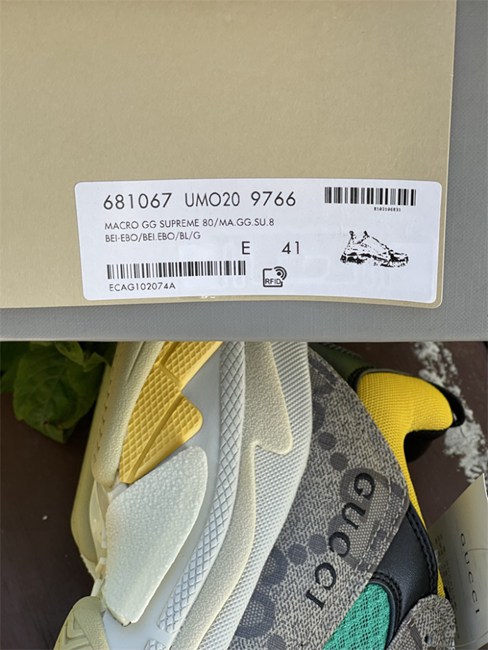 681067 UMO20 9766
MACRO GG SUPREME 80/MA.GG.SU.8
BEI-EBO/BEI.EBO/BL/G
E 41
ECAG102074A
RFID
GUCCI
GUCCI